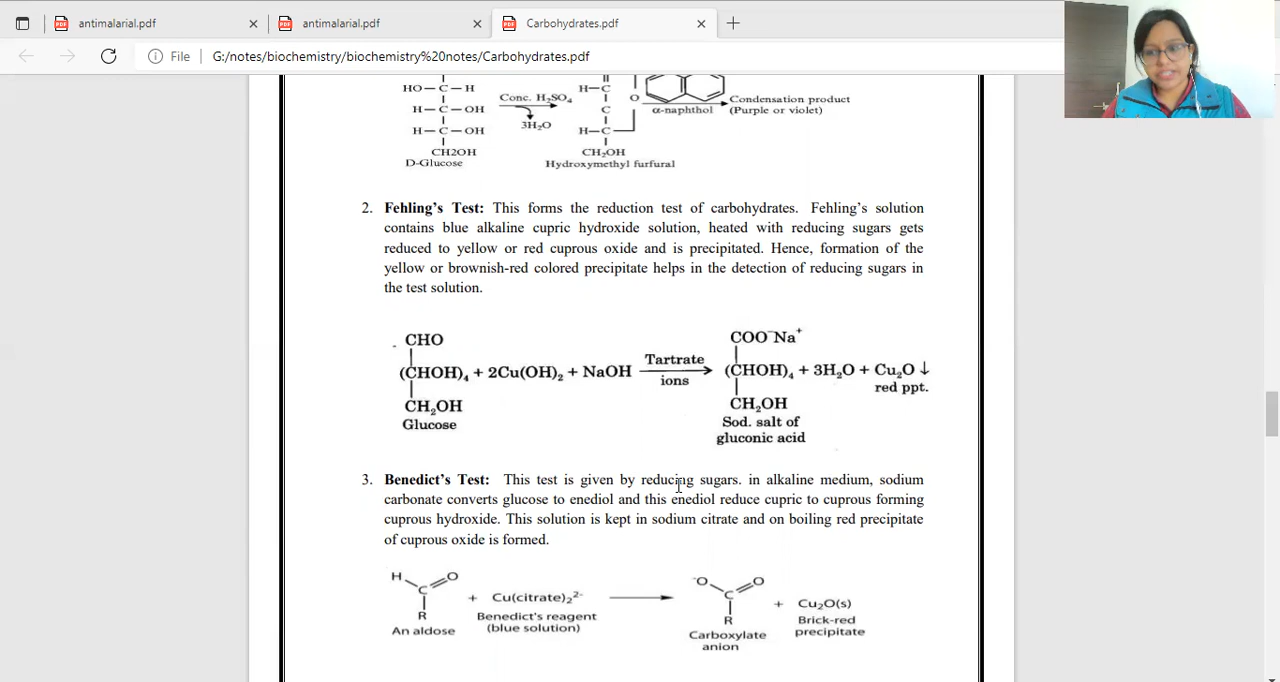 antimalarial.pdf
antimalarial.pdf
Carbohydrates.pdf
File G:/notes/biochemistry/biochemistry%20notes/Carbohydrates.pdf
HO—C—H
H—C—OH
H—C—OH
CH2OH
D-Glucose
Conc. H₂SO₄
3H₂O
H—C
C
H—C
O
CH₂OH
Hydroxymethyl furfural
α-naphthol
Condensation product
(Purple or violet)
2. Fehling's Test: This forms the reduction test of carbohydrates. Fehling's solution
contains blue alkaline cupric hydroxide solution, heated with reducing sugars gets
reduced to yellow or red cuprous oxide and is precipitated. Hence, formation of the
yellow or brownish-red colored precipitate helps in the detection of reducing sugars in
the test solution.
CHO
(CHOH)₄ + 2Cu(OH)₂ + NaOH
CH₂OH
Glucose
Tartrate
ions
COO⁻Na⁺
(CHOH)₄ + 3H₂O + Cu₂O↓
red ppt.
CH₂OH
Sod. salt of
gluconic acid
3. Benedict's Test: This test is given by reducing sugars. in alkaline medium, sodium
carbonate converts glucose to enediol and this enediol reduce cupric to cuprous forming
cuprous hydroxide. This solution is kept in sodium citrate and on boiling red precipitate
of cuprous oxide is formed.
H
O
C
R
An aldose
+ Cu(citrate)₂²⁻
Benedict's reagent
(blue solution)
⁻O
O
C
R
Carboxylate
anion
+ Cu₂O(s)
Brick-red
precipitate